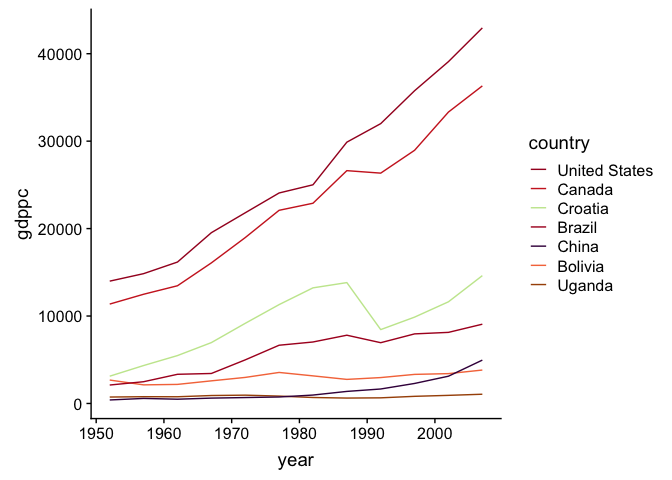 40000
30000
20000
10000
0
gdppc
1950 1960 1970 1980 1990 2000
year
country
United States
Canada
Croatia
Brazil
China
Bolivia
Uganda